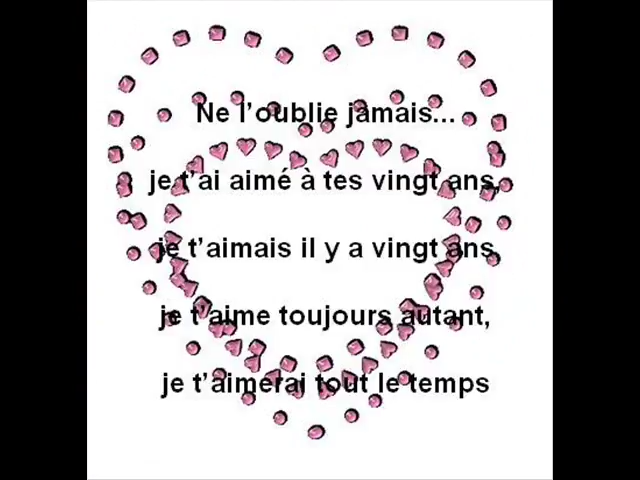 Ne l'oublie jamais...
je t'ai aimé à tes vingt ans,
je t'aimais il y a vingt ans,
je t'aime toujours autant,
je t'aimerai tout le temps